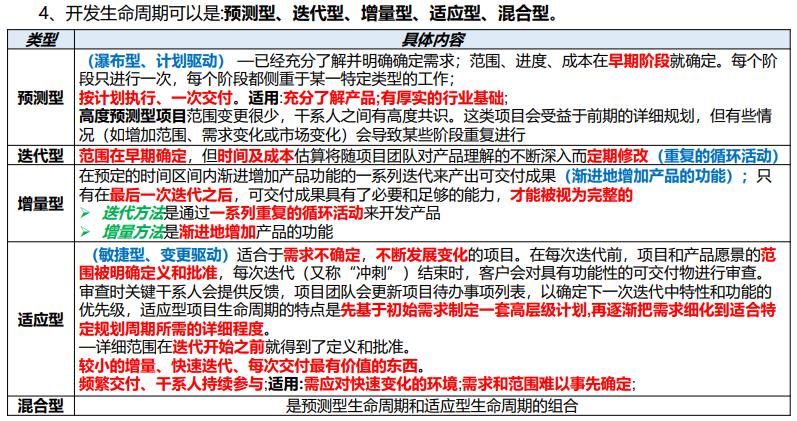 4、开发生命周期可以是:预测型、迭代型、增量型、适应型、混合型。
类型 具体内容
预测型
（瀑布型、计划驱动）—已经充分了解并明确确定需求；范围、进度、成本在早期阶段就确定。每个阶
段只进行一次，每个阶段都侧重于某一特定类型的工作；
按计划执行、一次交付。适用:充分了解产品;有厚实的行业基础;
高度预测型项目范围变更很少，干系人之间有高度共识。这类项目会受益于前期的详细规划，但有些情
况（如增加范围、需求变化或市场变化）会导致某些阶段重复进行
迭代型 范围在早期确定，但时间及成本估算将随项目团队对产品理解的不断深入而定期修改（重复的循环活动）
增量型
在预定的时间区间内渐进增加产品功能的一系列迭代来产出可交付成果（渐进地增加产品的功能）；只
有在最后一次迭代之后，可交付成果具有了必要和足够的能力，才能被视为完整的
➢ 迭代方法是通过一系列重复的循环活动来开发产品
➢ 增量方法是渐进地增加产品的功能
适应型
（敏捷型、变更驱动）适合于需求不确定，不断发展变化的项目。在每次迭代前，项目和产品愿景的范
围被明确定义和批准，每次迭代（又称“冲刺”）结束时，客户会对具有功能性的可交付物进行审查。
审查时关键干系人会提供反馈，项目团队会更新项目待办事项列表，以确定下一次迭代中特性和功能的
优先级，适应型项目生命周期的特点是先基于初始需求制定一套高层级计划,再逐渐把需求细化到适合特
定规划周期所需的详细程度。
—详细范围在迭代开始之前就得到了定义和批准。
较小的增量、快速迭代、每次交付最有价值的东西。
频繁交付、干系人持续参与;适用:需应对快速变化的环境;需求和范围难以事先确定;
混合型 是预测型生命周期和适应型生命周期的组合